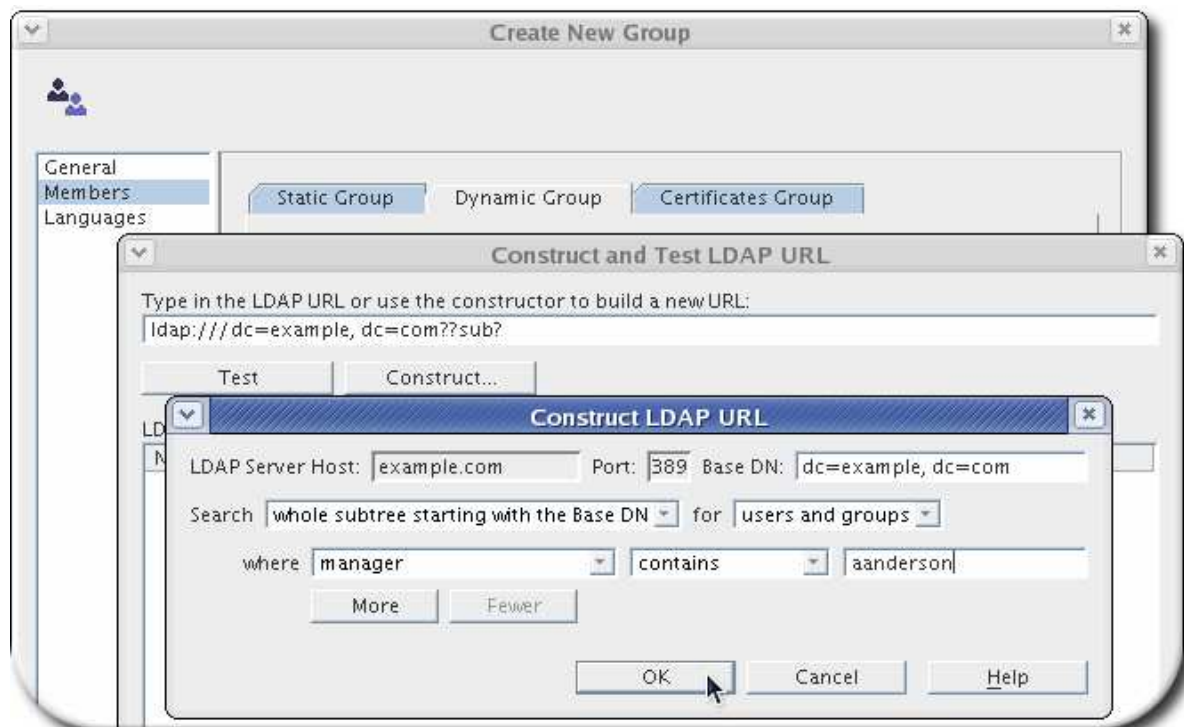 Create New Group
General
Members
Languages
Static Group
Dynamic Group
Certificates Group
Construct and Test LDAP URL
Type in the LDAP URL or use the constructor to build a new URL:
ldap:///dc=example, dc=com??sub?
Test
Construct...
LD
N
Construct LDAP URL
LDAP Server Host: example.com Port: 389 Base DN: dc=example, dc=com
Search whole subtree starting with the Base DN for users and groups
where manager contains aanderson
More
Fewer
OK
Cancel
Help